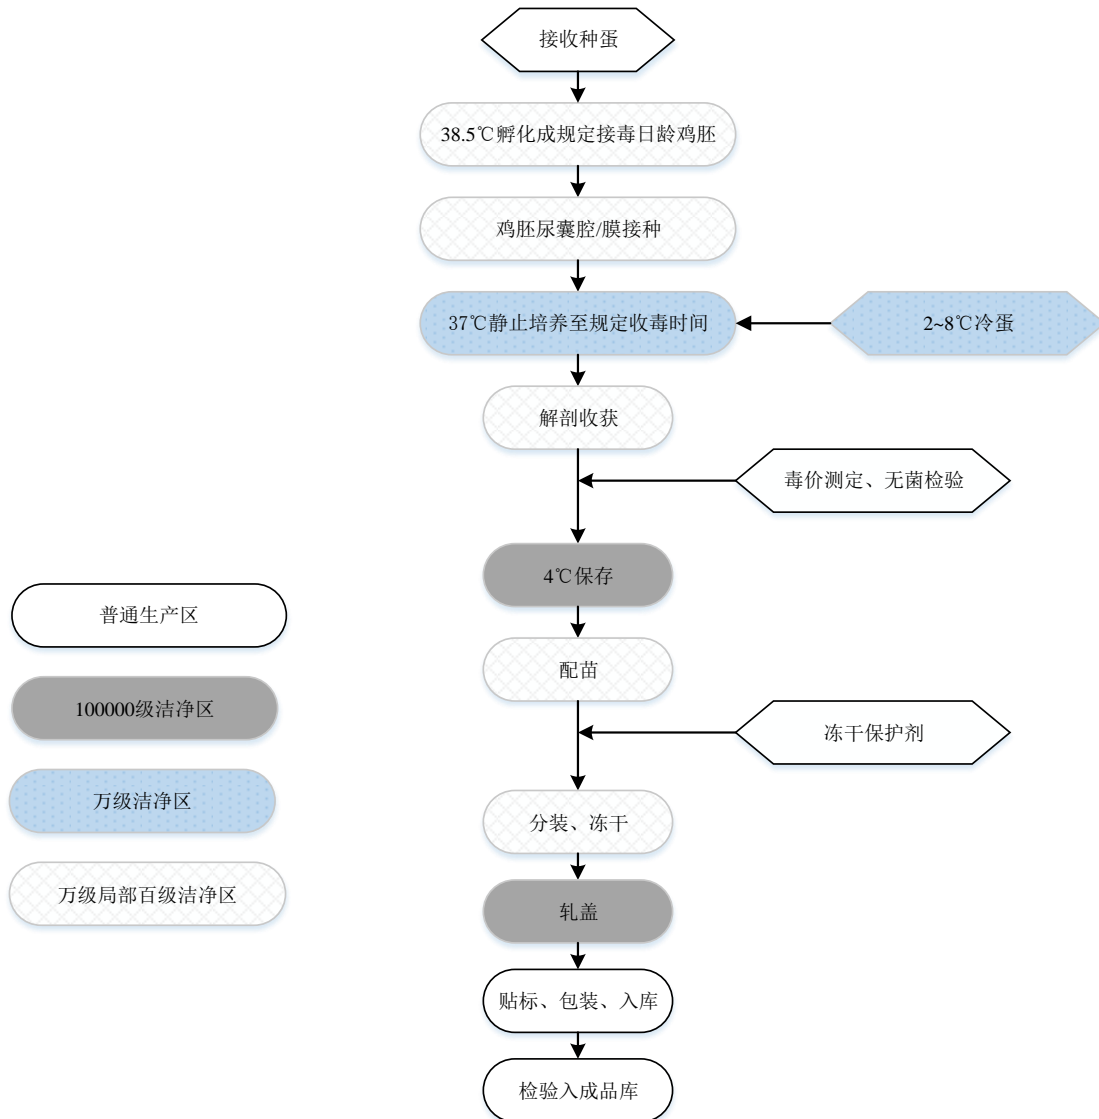 接收种蛋
38.5℃孵化成规定接毒日龄鸡胚
鸡胚尿囊腔/膜接种
37℃静止培养至规定收毒时间
2~8℃冷蛋
解剖收获
毒价测定、无菌检验
4℃保存
配苗
冻干保护剂
分装、冻干
轧盖
贴标、包装、入库
检验入成品库
普通生产区
100000级洁净区
万级洁净区
万级局部百级洁净区